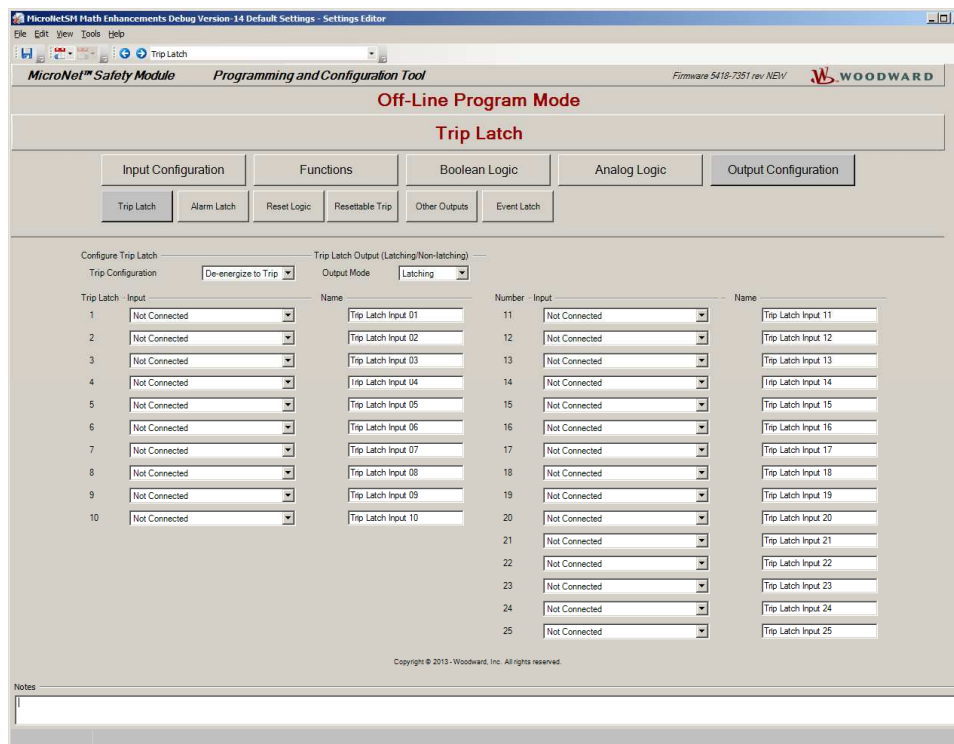 MicroNetSM Math Enhancements Debug Version-14 Default Settings - Settings Editor
File Edit View Tools Help
Trip Latch
MicroNet™ Safety Module Programming and Configuration Tool Firmware 5418-7351 rev NEW WOODWARD
Off-Line Program Mode
Trip Latch
Input Configuration Functions Boolean Logic Analog Logic Output Configuration
Trip Latch Alarm Latch Reset Logic Resettable Trip Other Outputs Event Latch
Configure Trip Latch Trip Latch Output (Latching/Non-latching)
Trip Configuration De-energize to Trip Output Mode Latching
Trip Latch Input Name Number Input Name
1 Not Connected Trip Latch Input 01 11 Not Connected Trip Latch Input 11
2 Not Connected Trip Latch Input 02 12 Not Connected Trip Latch Input 12
3 Not Connected Trip Latch Input 03 13 Not Connected Trip Latch Input 13
4 Not Connected Trip Latch Input 04 14 Not Connected Trip Latch Input 14
5 Not Connected Trip Latch Input 05 15 Not Connected Trip Latch Input 15
6 Not Connected Trip Latch Input 06 16 Not Connected Trip Latch Input 16
7 Not Connected Trip Latch Input 07 17 Not Connected Trip Latch Input 17
8 Not Connected Trip Latch Input 08 18 Not Connected Trip Latch Input 18
9 Not Connected Trip Latch Input 09 19 Not Connected Trip Latch Input 19
10 Not Connected Trip Latch Input 10 20 Not Connected Trip Latch Input 20
21 Not Connected Trip Latch Input 21
22 Not Connected Trip Latch Input 22
23 Not Connected Trip Latch Input 23
24 Not Connected Trip Latch Input 24
25 Not Connected Trip Latch Input 25
Copyright © 2013 - Woodward, Inc. All rights reserved.
Notes